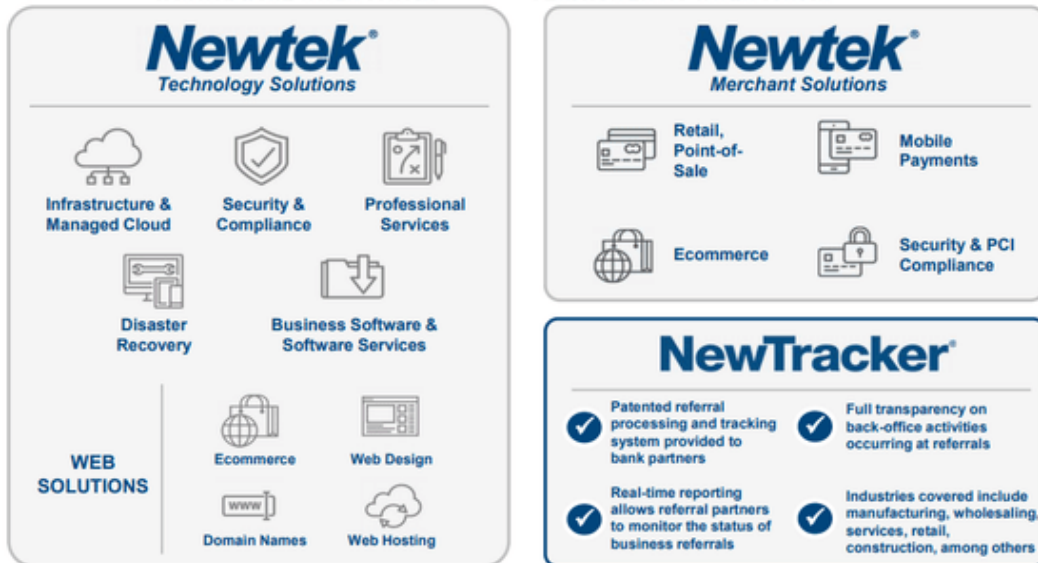 Newtek®
Technology Solutions
Infrastructure &
Managed Cloud
Security &
Compliance
Professional
Services
Disaster
Recovery
Business Software &
Software Services
WEB
SOLUTIONS
Ecommerce
Web Design
www
Domain Names
Web Hosting
Newtek®
Merchant Solutions
Retail,
Point-of-
Sale
Mobile
Payments
Ecommerce
Security & PCI
Compliance
NewTracker®
Patented referral
processing and tracking
system provided to
bank partners
Full transparency on
back-office activities
occurring at referrals
Real-time reporting
allows referral partners
to monitor the status of
business referrals
Industries covered include
manufacturing, wholesaling,
services, retail,
construction, among others